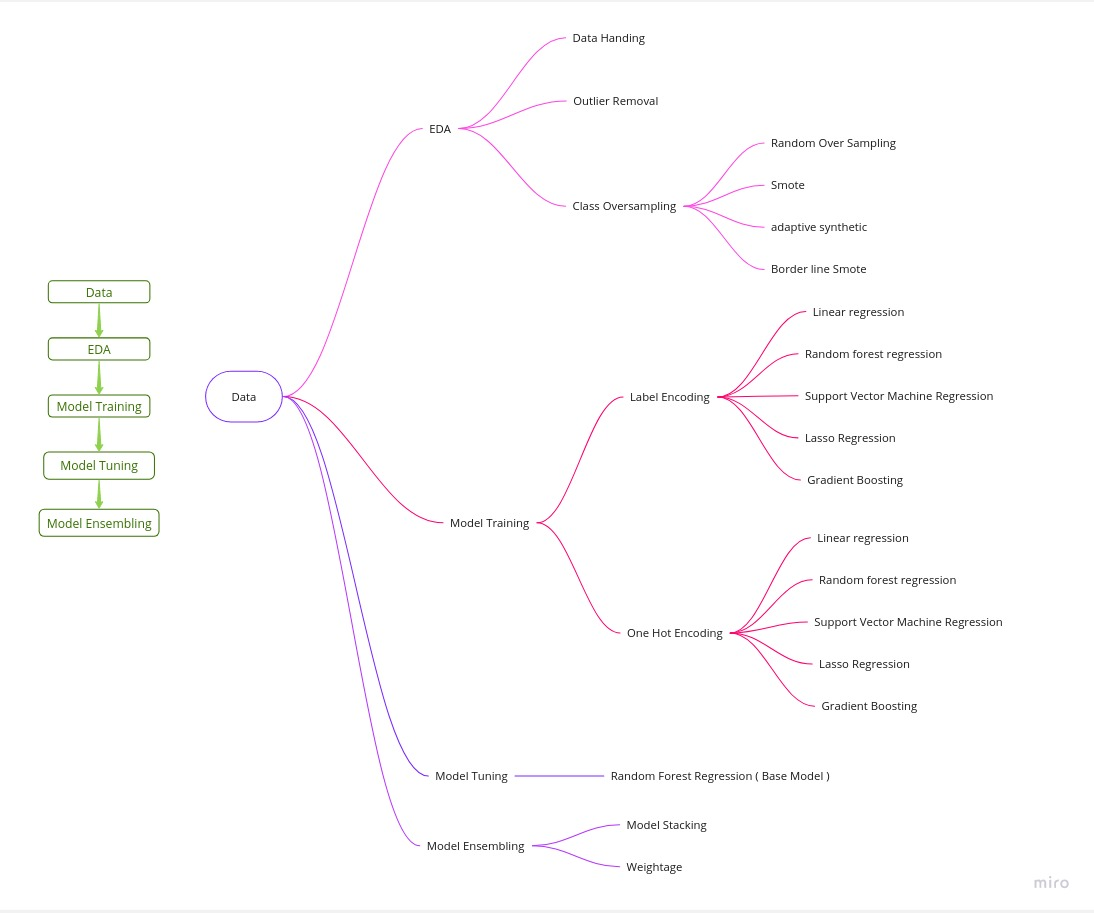 Data
EDA
Model Training
Model Tuning
Model Ensembling
Data
EDA
Data Handing
Outlier Removal
Class Oversampling
Random Over Sampling
Smote
adaptive synthetic
Border line Smote
Model Training
Label Encoding
Linear regression
Random forest regression
Support Vector Machine Regression
Lasso Regression
Gradient Boosting
One Hot Encoding
Linear regression
Random forest regression
Support Vector Machine Regression
Lasso Regression
Gradient Boosting
Model Tuning
Random Forest Regression ( Base Model )
Model Ensembling
Model Stacking
Weightage
miro